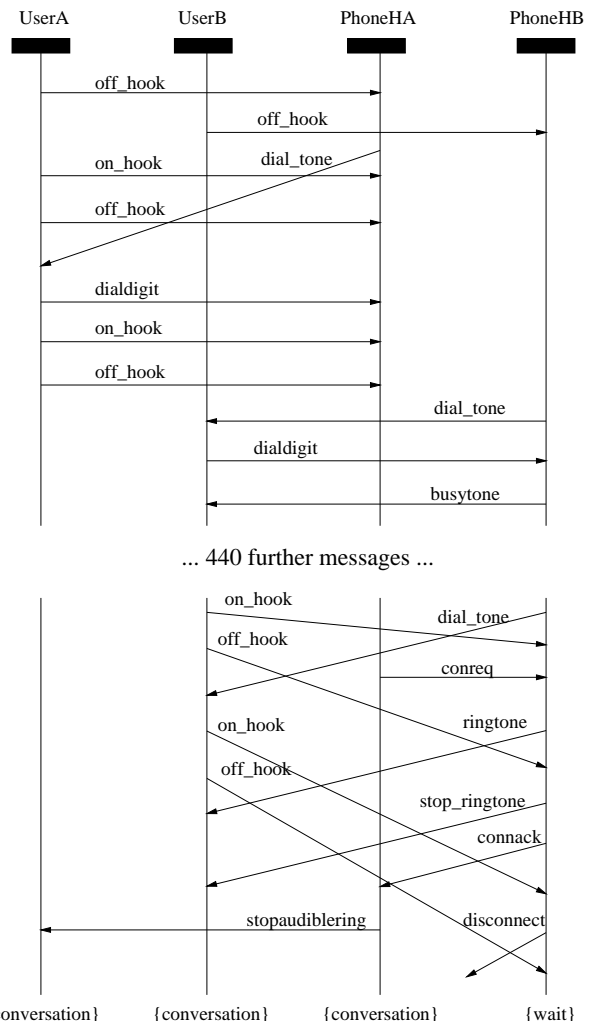 UserA UserB PhoneHA PhoneHB
off_hook
off_hook
dial_tone
on_hook
off_hook
dialdigit
on_hook
off_hook
dial_tone
dialdigit
busytone
... 440 further messages ...
on_hook
dial_tone
off_hook
conreq
ringtone
on_hook
off_hook
stop_ringtone
connack
stopaudiblering
disconnect
onversation} {conversation} {conversation} {wait}